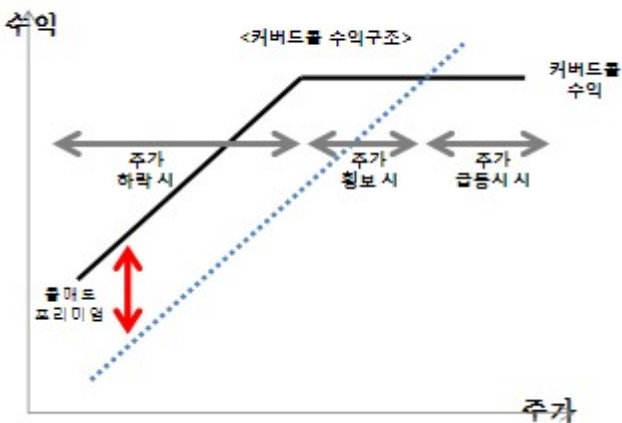 수익
<커버드콜 수익구조>
커버드콜
수익
주가
하락 시
주가
횡보 시
주가
급등시 시
콜매도
프리미엄
주가